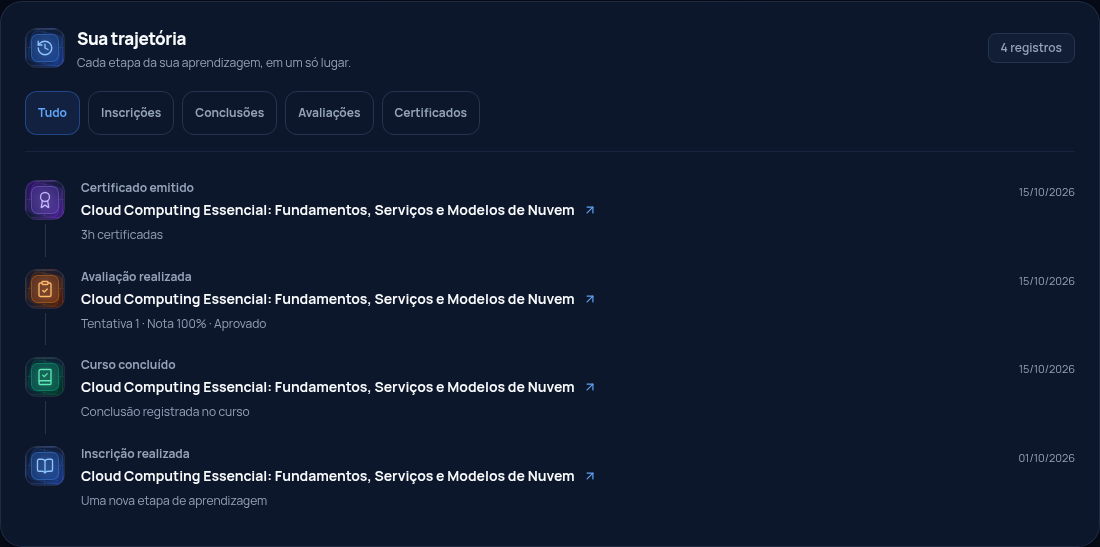 Sua trajetória
Cada etapa da sua aprendizagem, em um só lugar.
4 registros
Tudo
Inscrições
Conclusões
Avaliações
Certificados
Certificado emitido
15/10/2026
Cloud Computing Essencial: Fundamentos, Serviços e Modelos de Nuvem
3h certificadas
Avaliação realizada
15/10/2026
Cloud Computing Essencial: Fundamentos, Serviços e Modelos de Nuvem
Tentativa 1 · Nota 100% · Aprovado
Curso concluído
15/10/2026
Cloud Computing Essencial: Fundamentos, Serviços e Modelos de Nuvem
Conclusão registrada no curso
Inscrição realizada
01/10/2026
Cloud Computing Essencial: Fundamentos, Serviços e Modelos de Nuvem
Uma nova etapa de aprendizagem